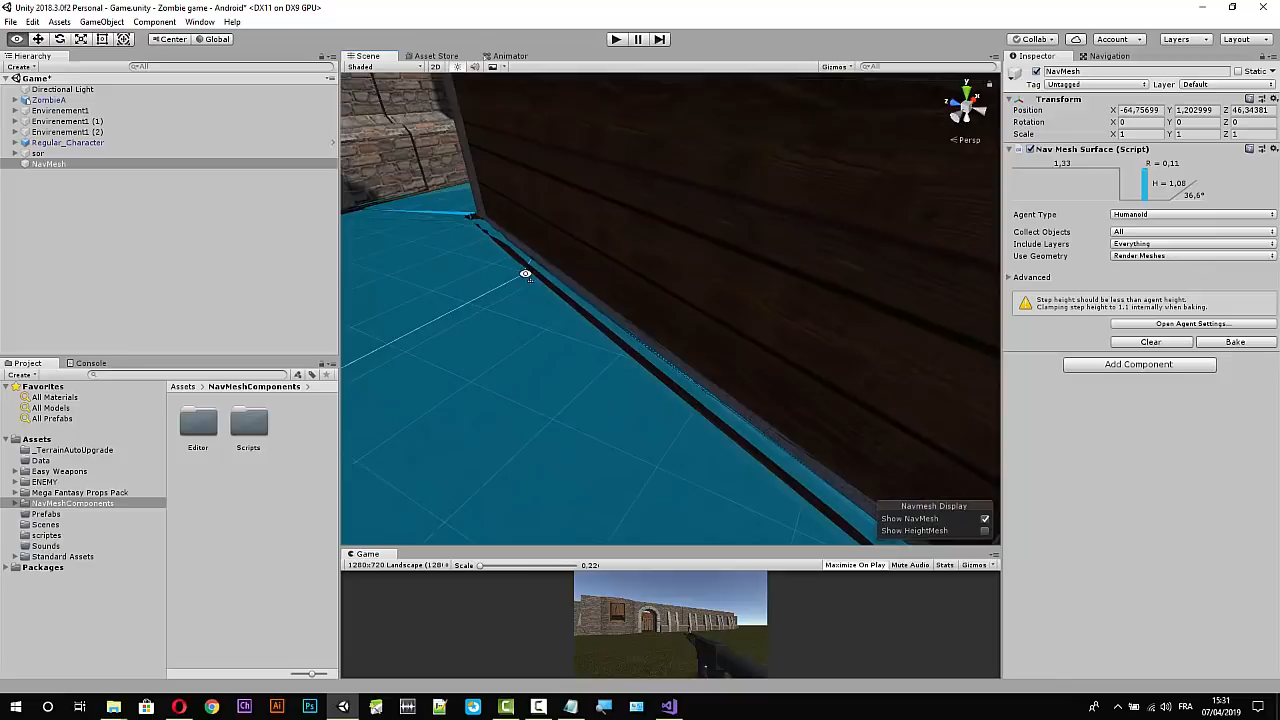 Unity 2018.3.0f2 Personal - Game.unity - Zombie game - Android* <DX11 on DX9 GPU>
File Edit Assets GameObject Component Window Help
Center Global Collab Account Layers Layout
Hierarchy
Create All
Game*
Directional Light
ZombieA
Envirenement1
Envirenement1 (1)
Envirenement1 (2)
Regular_Character
sor
NavMesh
Scene Asset Store Animator
Shaded 2D Gizmos All
y
x
z
Persp
Navmesh Display
Show NavMesh
Show HeightMesh
Inspector Navigation
NavMesh Static
Tag Untagged Layer Default
Transform
Position X -64,75699 Y 1,202999 Z 46,34381
Rotation X 0 Y 0 Z 0
Scale X 1 Y 1 Z 1
Nav Mesh Surface (Script)
1,33 R = 0,11
H = 1,08
36,6°
Agent Type Humanoid
Collect Objects All
Include Layers Everything
Use Geometry Render Meshes
Advanced
Step height should be less than agent height.
Clamping step height to 1.1 internally when baking.
Open Agent Settings...
Clear Bake
Add Component
Project Console
Create
Favorites
All Materials
All Models
All Prefabs
Assets
_TerrainAutoUpgrade
Data
Easy Weapons
ENEMY
Mega Fantasy Props Pack
NavMeshComponents
Prefabs
Scenes
scriptes
Sounds
Standard Assets
Packages
Assets NavMeshComponents
Editor Scripts
Game
1280x720 Landscape (128 Scale 0,22 Maximize On Play Mute Audio Stats Gizmos
Ch Ai Ps
FRA
15:31
07/04/2019